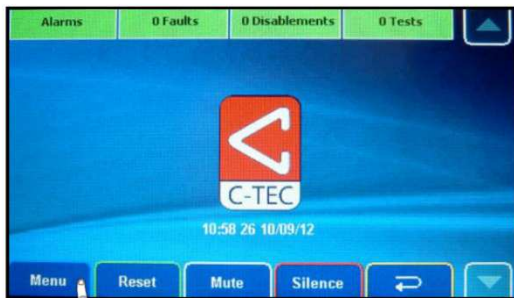 Alarms
0 Faults
0 Disablements
0 Tests
C-TEC
10:58 26 10/09/12
Menu
Reset
Mute
Silence